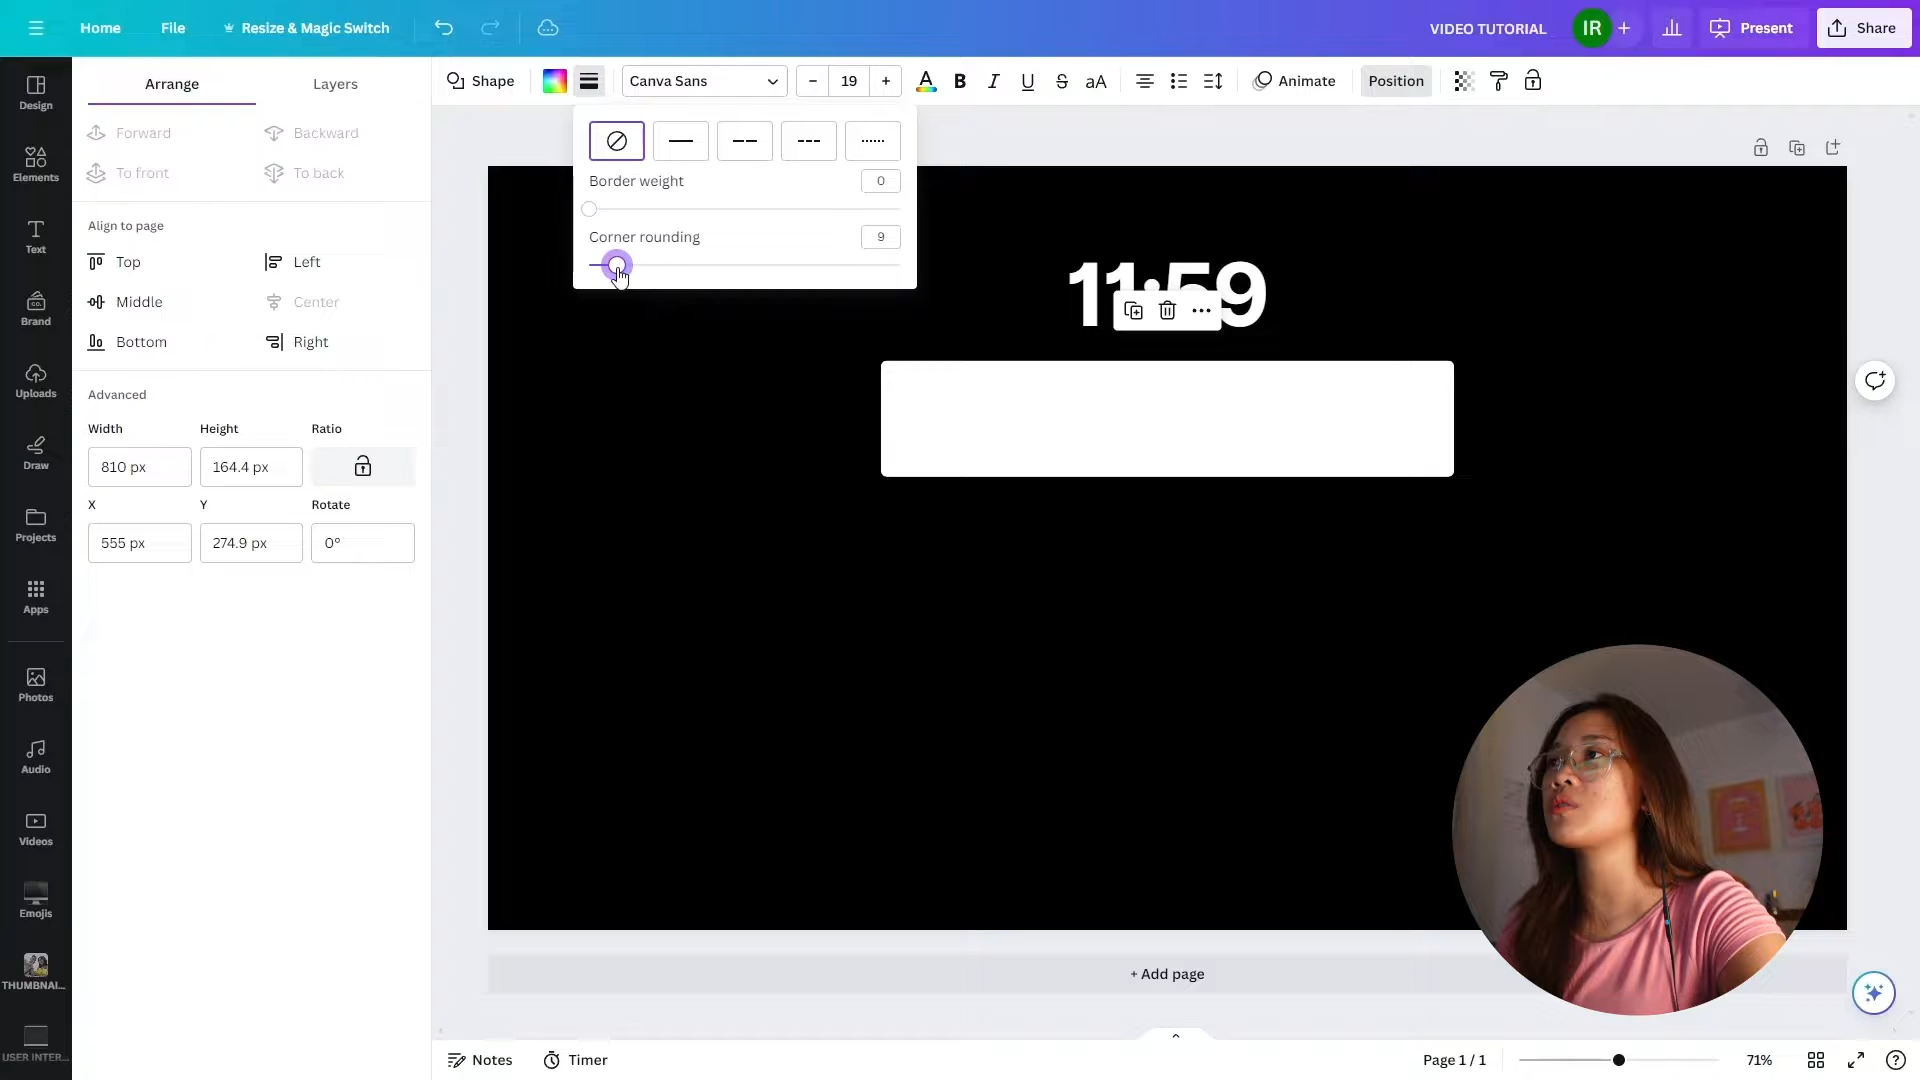 Home File Resize & Magic Switch VIDEO TUTORIAL IR Present Share
Design
Elements
Text
Brand
Uploads
Draw
Projects
Apps
Photos
Audio
Videos
Emojis
THUMBNAI...
USER INTER...
Arrange Layers
Forward Backward
To front To back
Align to page
Top Left
Middle Center
Bottom Right
Advanced
Width Height Ratio
810 px 164.4 px
X Y Rotate
555 px 274.9 px 0°
Shape Canva Sans - 19 + A B I U S aA Animate Position
Border weight 0
Corner rounding 9
11:59
+ Add page
Notes Timer Page 1 / 1 71%